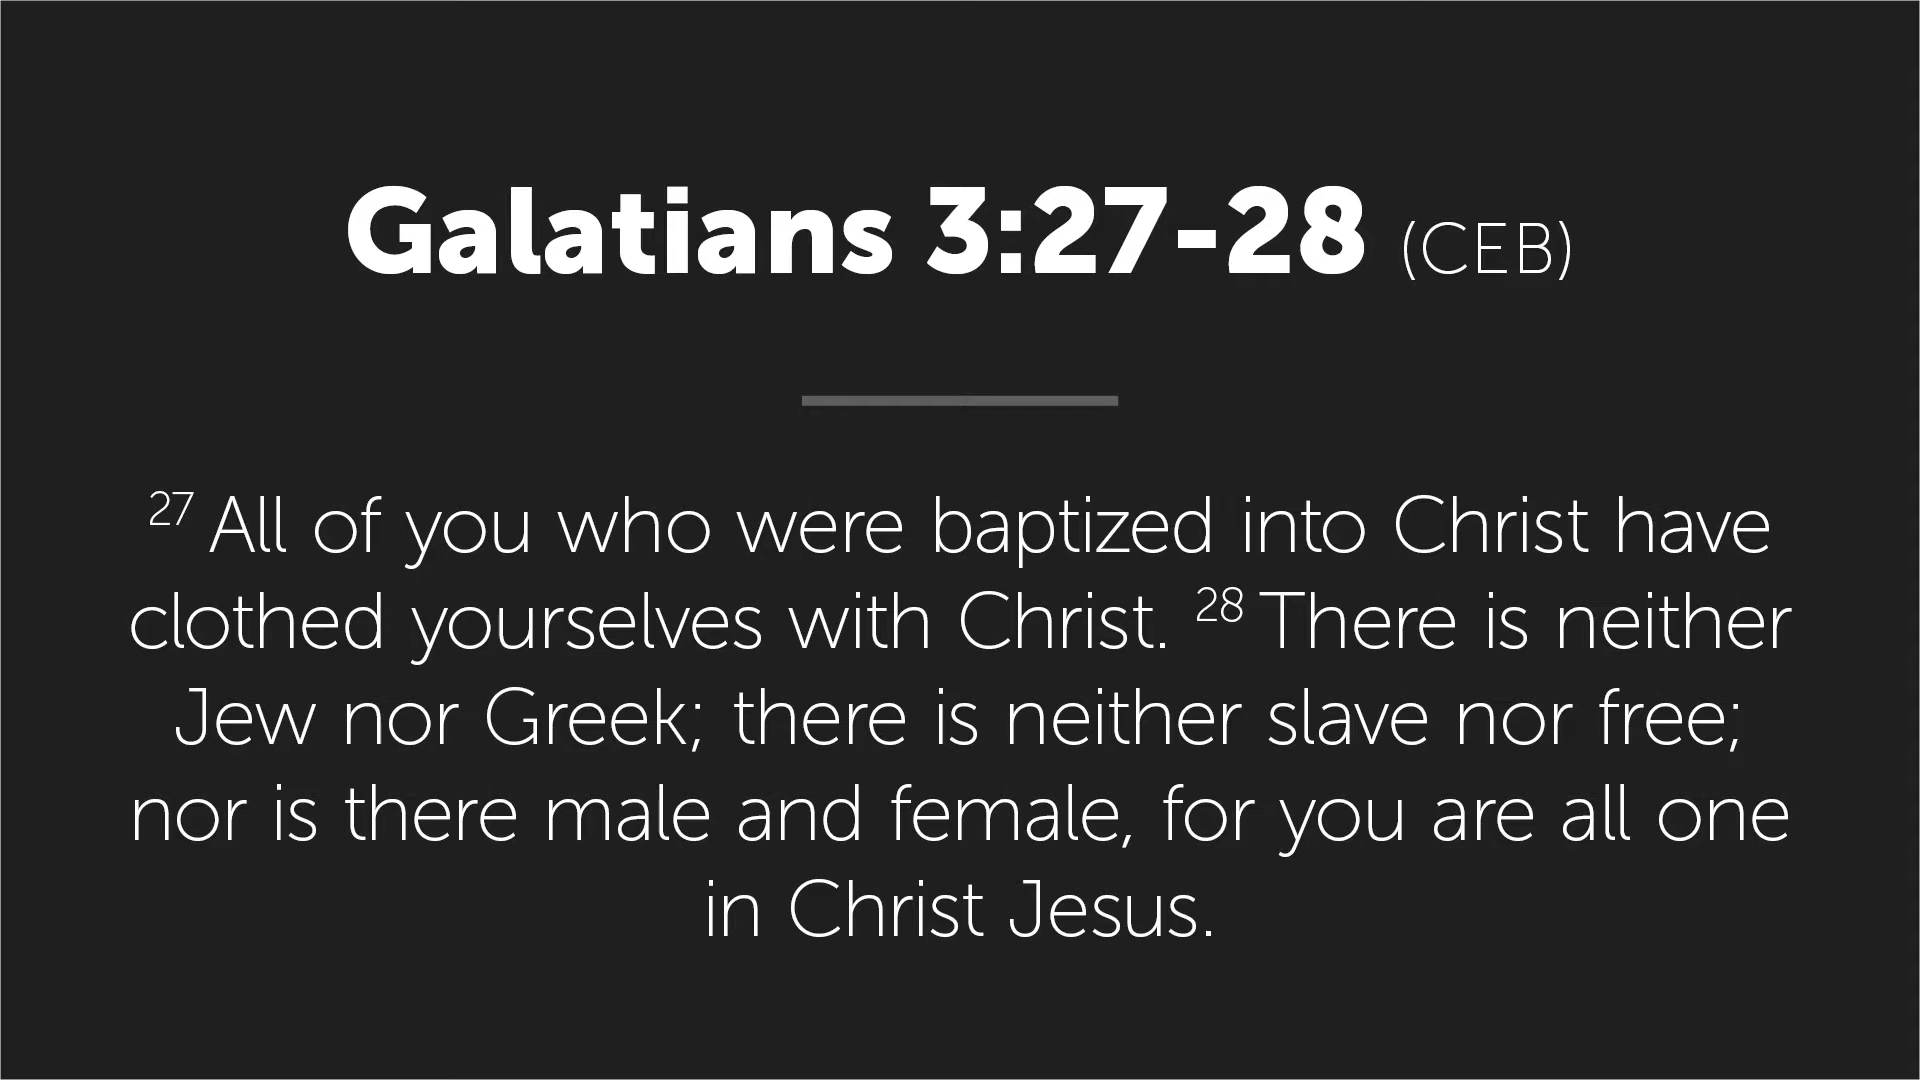 Galatians 3:27-28 (CEB)
27 All of you who were baptized into Christ have
clothed yourselves with Christ. 28 There is neither
Jew nor Greek; there is neither slave nor free;
nor is there male and female, for you are all one
in Christ Jesus.